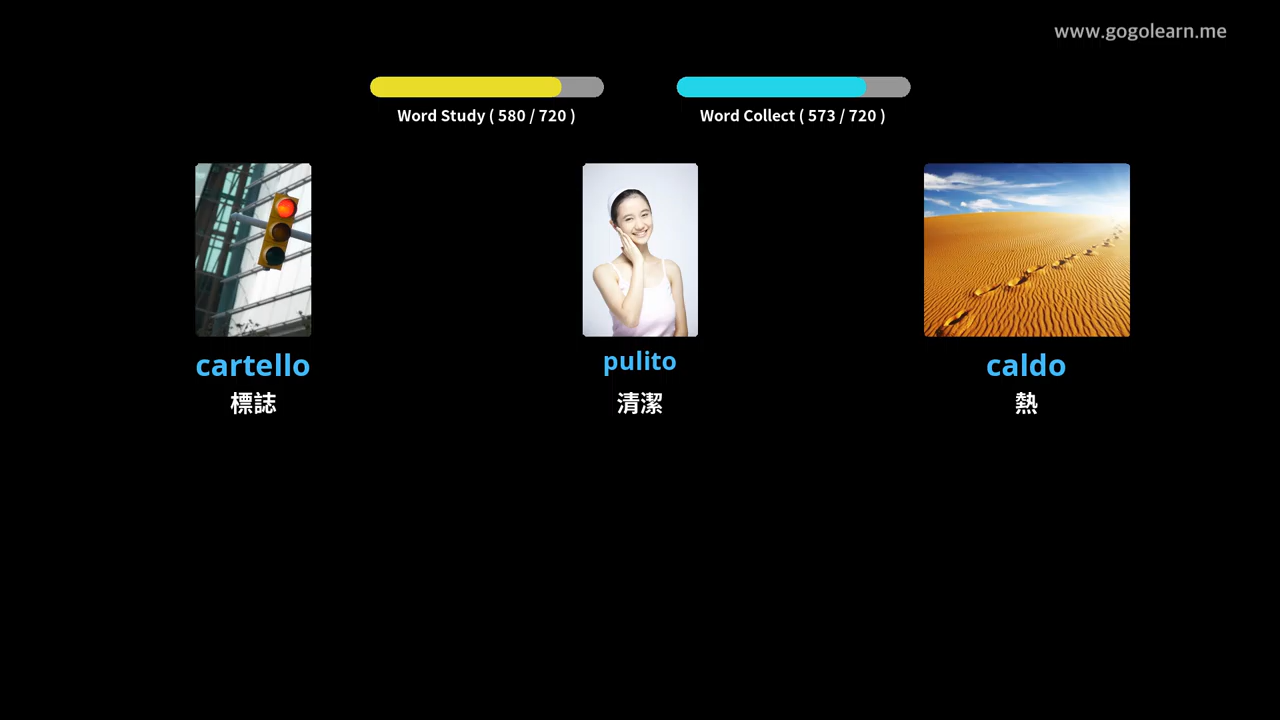 www.gogolearn.me
Word Study ( 580 / 720 )
Word Collect ( 573 / 720 )
cartello
標誌
pulito
清潔
caldo
熱